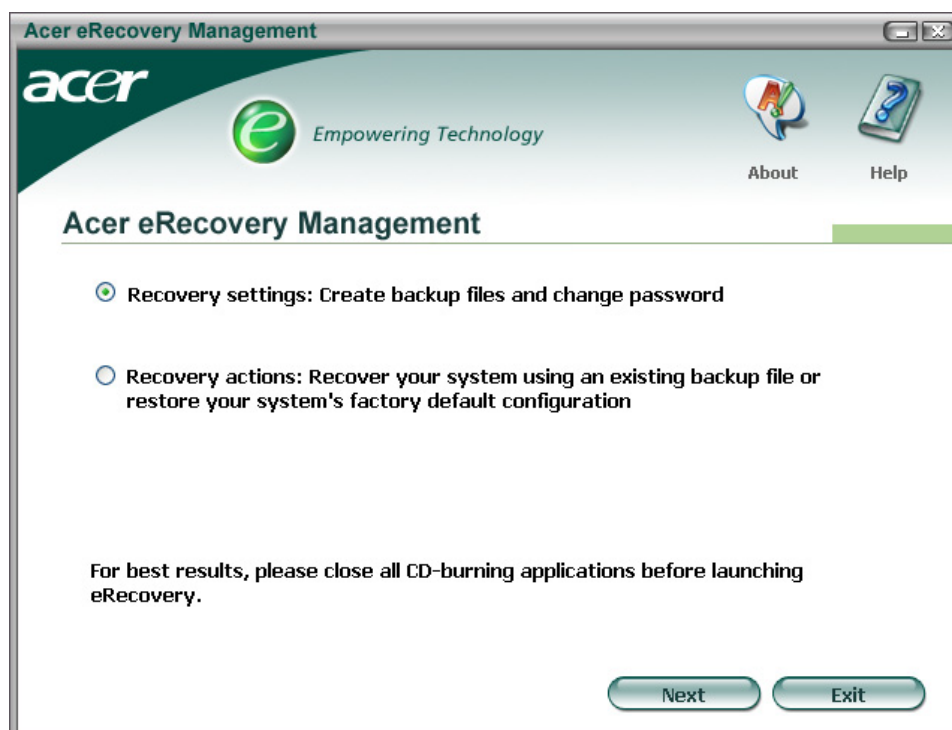 Acer eRecovery Management
acer
Empowering Technology
About
Help
Acer eRecovery Management
Recovery settings: Create backup files and change password
Recovery actions: Recover your system using an existing backup file or
restore your system's factory default configuration
For best results, please close all CD-burning applications before launching
eRecovery.
Next
Exit